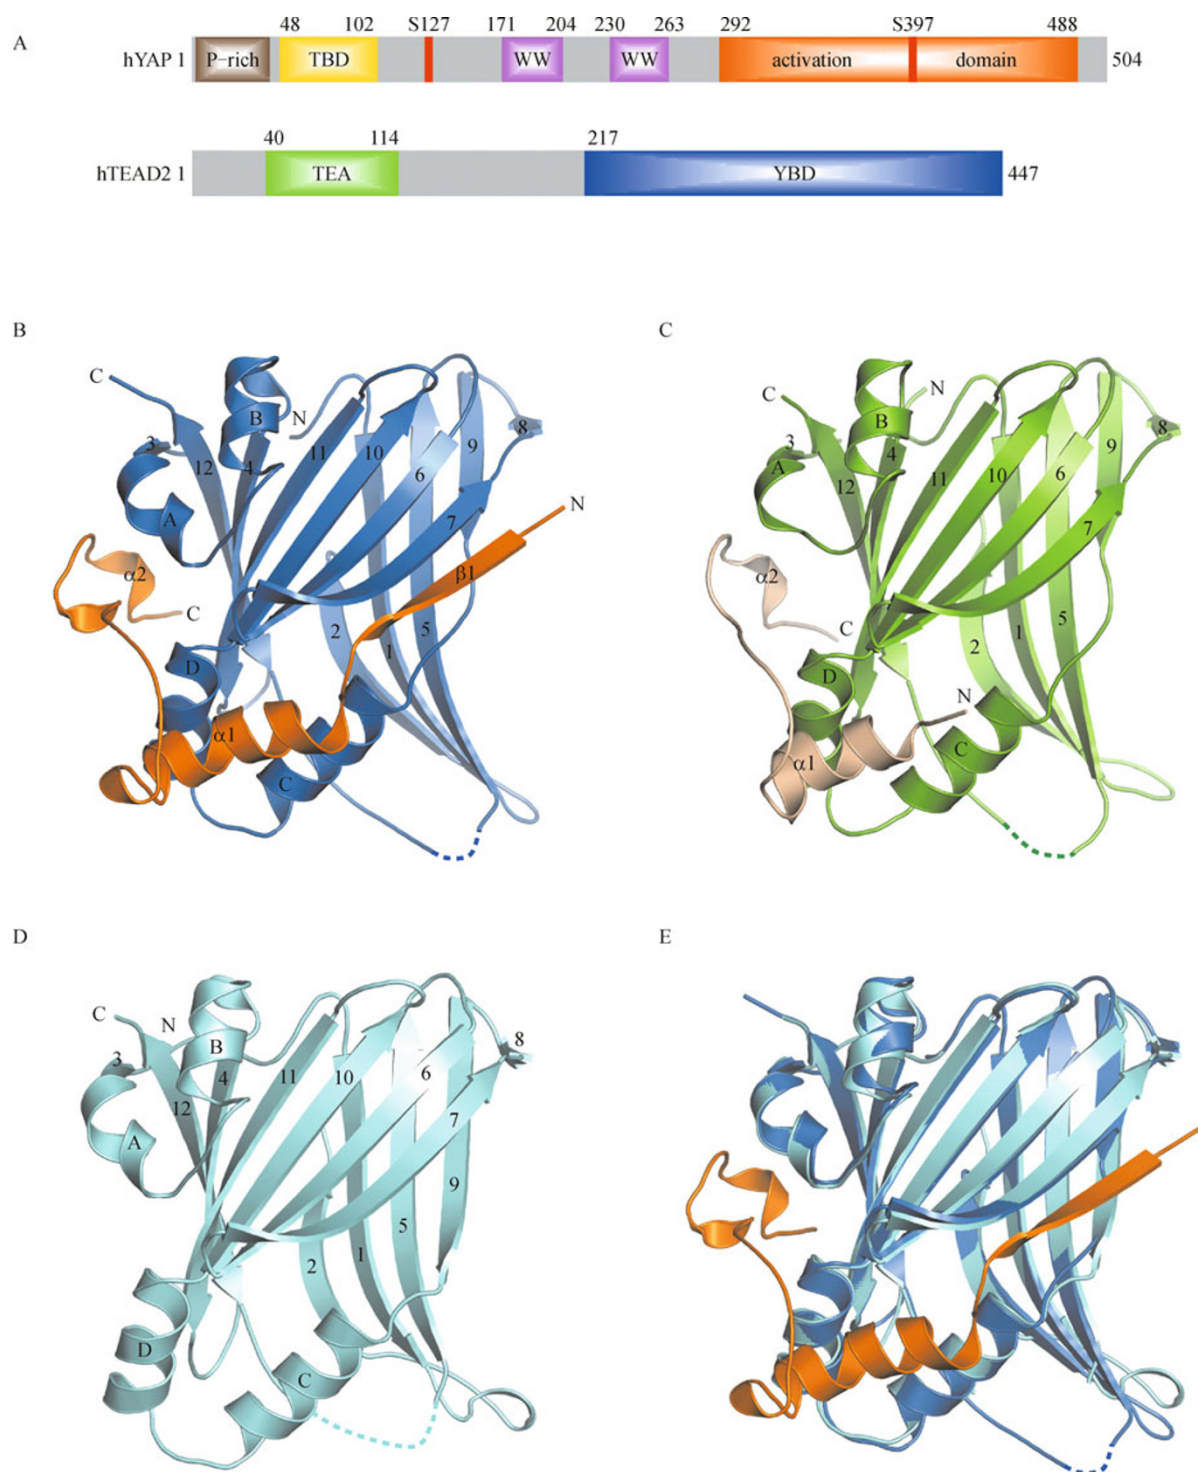 A
48 102 S127 171 204 230 263 292 S397 488
hYAP 1 P-rich TBD WW WW activation domain 504
40 114 217
hTEAD2 1 TEA YBD 447
B C
C B N 3 12 4 11 10 6 9 8 A 7 N
α2 β1 C 2 1 5 D α1 C
C N B 3 A 12 4 11 10 6 9 8 7
α2 C 2 1 5 D N α1 C
D E
C N B 3 4 11 10 6 8 12 7 A 9
5 1 2 D C